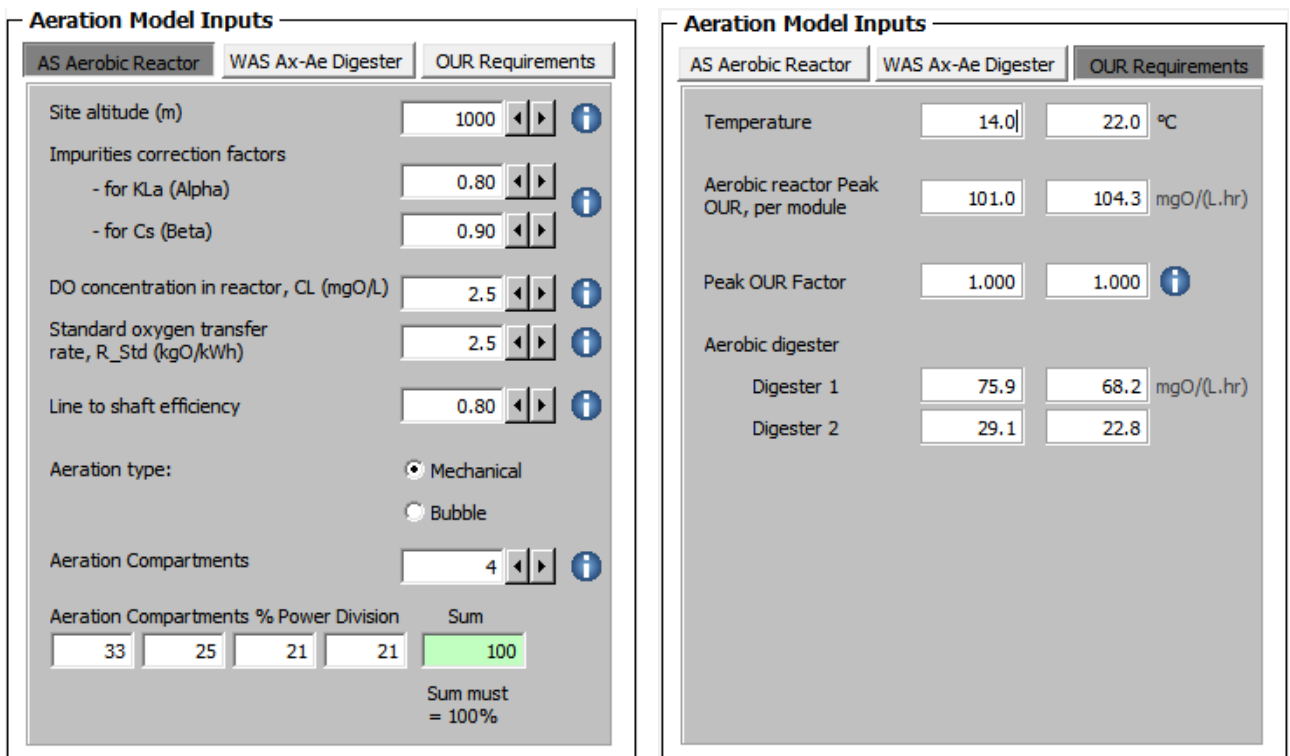 Aeration Model Inputs
AS Aerobic Reactor WAS Ax-Ae Digester OUR Requirements
Site altitude (m) 1000
Impurities correction factors
- for KLa (Alpha) 0.80
- for Cs (Beta) 0.90
DO concentration in reactor, CL (mgO/L) 2.5
Standard oxygen transfer
rate, R_Std (kgO/kWh) 2.5
Line to shaft efficiency 0.80
Aeration type: Mechanical
Bubble
Aeration Compartments 4
Aeration Compartments % Power Division Sum
33 25 21 21 100
Sum must
= 100%
Aeration Model Inputs
AS Aerobic Reactor WAS Ax-Ae Digester OUR Requirements
Temperature 14.0 22.0 ºC
Aerobic reactor Peak
OUR, per module 101.0 104.3 mgO/(L.hr)
Peak OUR Factor 1.000 1.000
Aerobic digester
Digester 1 75.9 68.2 mgO/(L.hr)
Digester 2 29.1 22.8